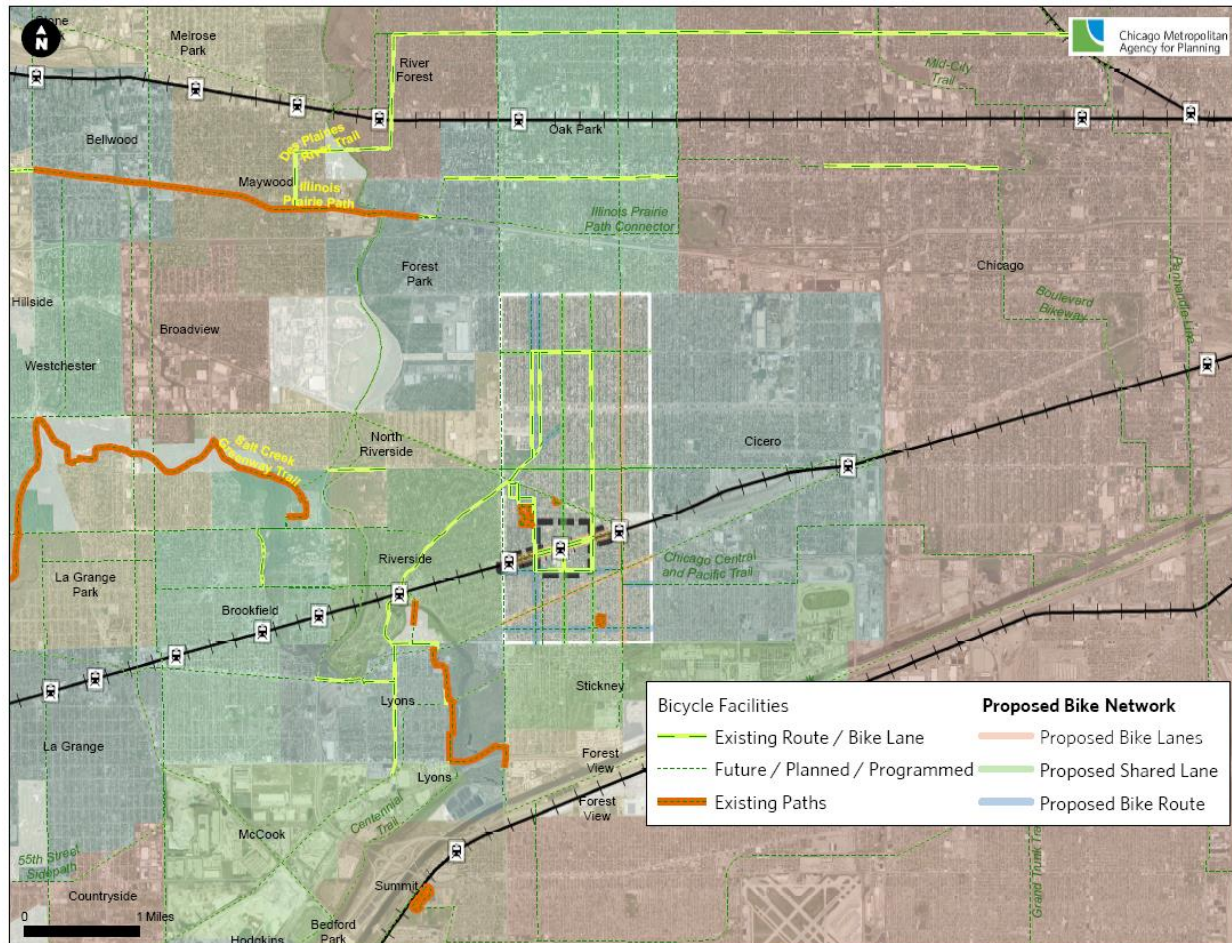 N
Stone
Park
Melrose
Park
River
Forest
Mid-City
Trail
Chicago Metropolitan
Agency for Planning
Bellwood
Des Plaines
River Trail
Oak Park
Maywood
Illinois
Prairie Path
Illinois Prairie
Path Connector
Forest
Park
Chicago
Boulevard
Bikeway
Panhandle Line
Hillside
Broadview
Westchester
North
Riverside
Salt Creek
Greenway Trail
Cicero
Riverside
Chicago Central
and Pacific Trail
La Grange
Park
Brookfield
Stickney
Lyons
La Grange
Lyons
Forest
View
Forest
View
Centennial
Trail
McCook
55th Street
Sidepath
Countryside
Summit
Bedford
Park
Hodgkins
0 1 Miles
Bicycle Facilities
Existing Route / Bike Lane
Future / Planned / Programmed
Existing Paths
Proposed Bike Network
Proposed Bike Lanes
Proposed Shared Lane
Proposed Bike Route